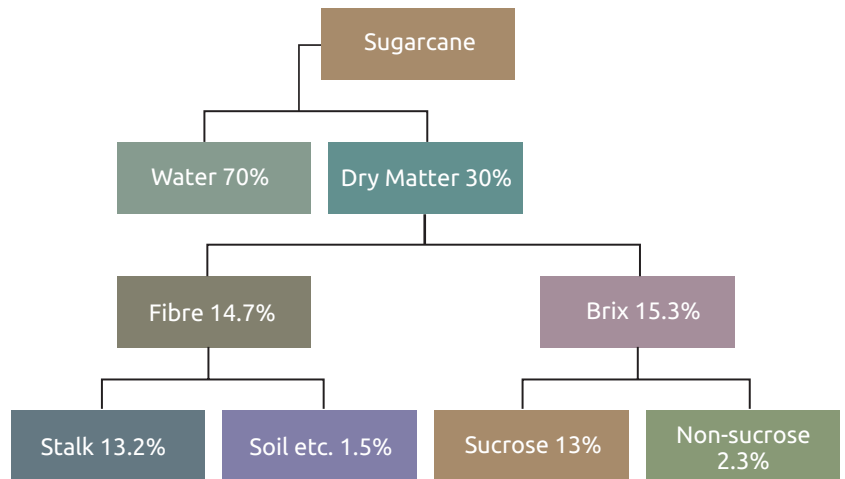 Sugarcane
Water 70%
Dry Matter 30%
Fibre 14.7%
Brix 15.3%
Stalk 13.2%
Soil etc. 1.5%
Sucrose 13%
Non-sucrose
2.3%